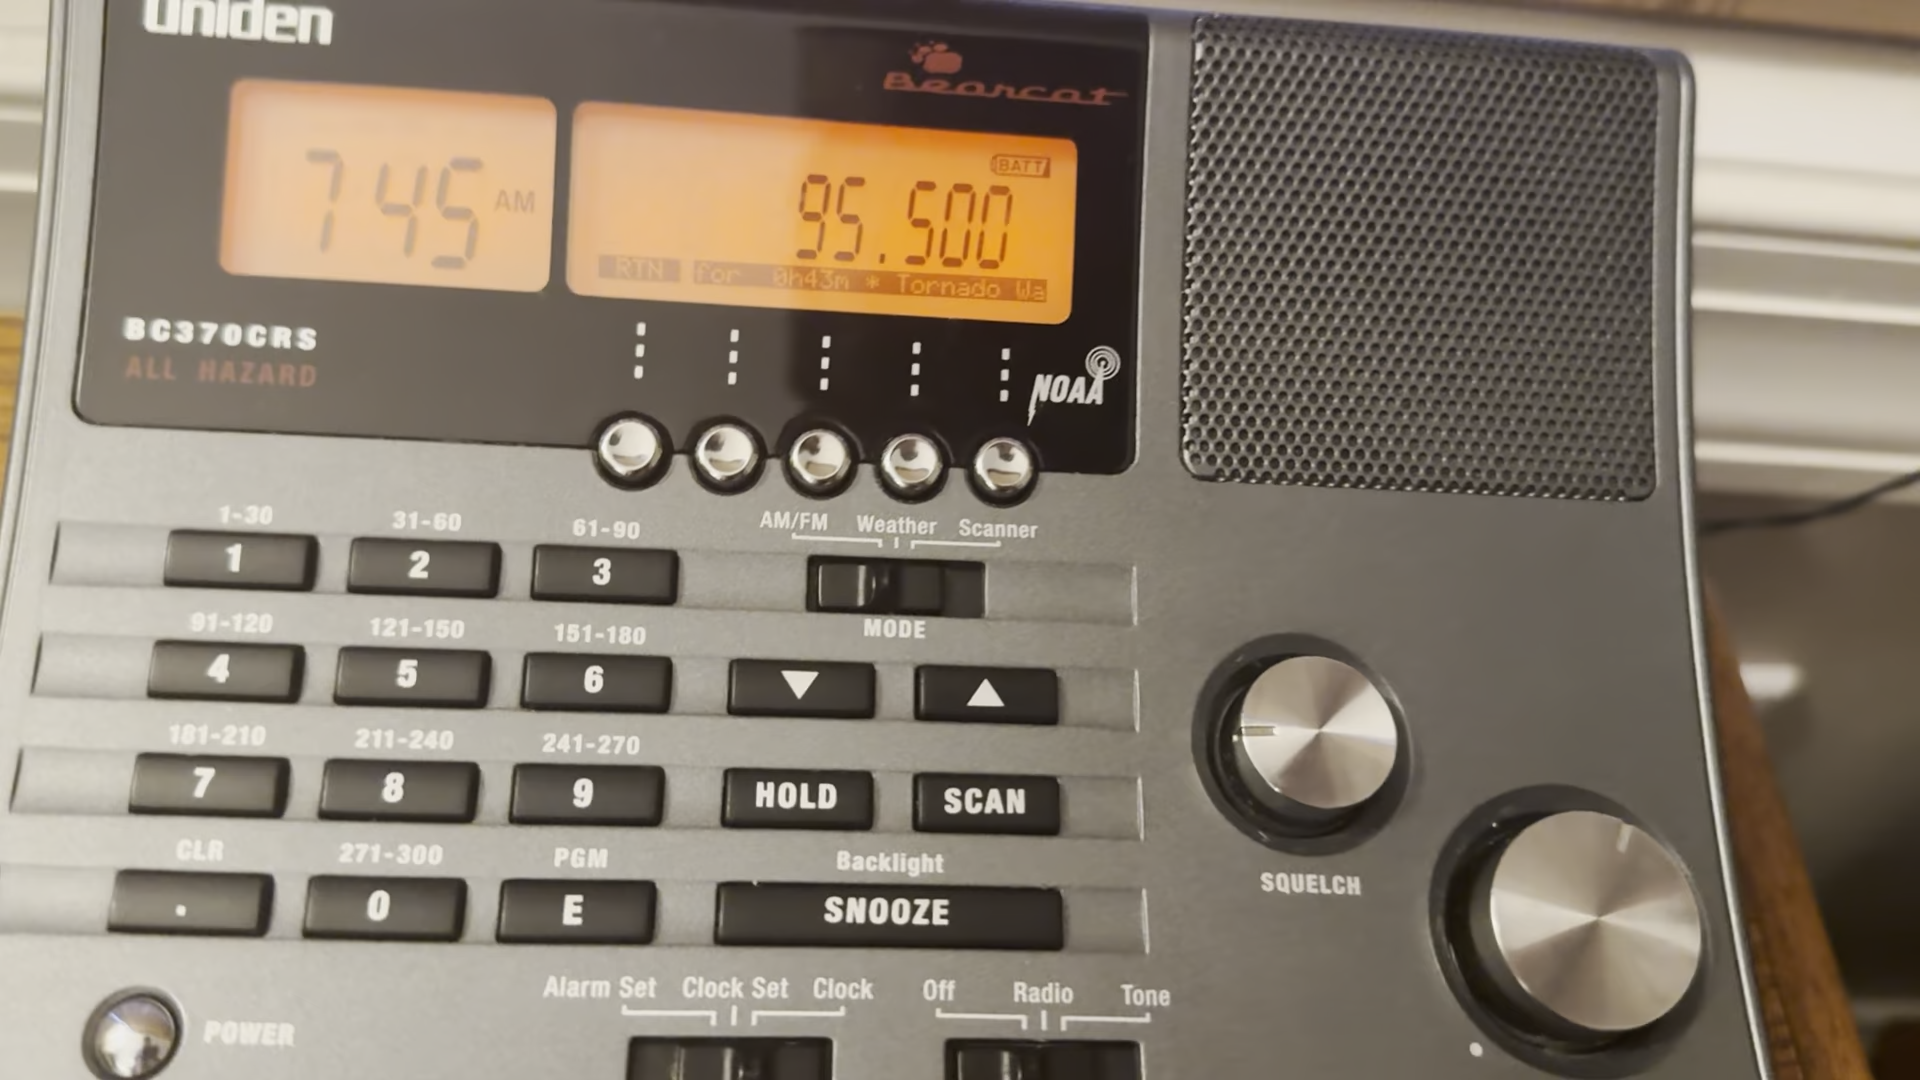 Uniden
Bearcat
7 45 AM
BATT
95.500
RTN for 0h43m * Tornado Wa
BC370CRS
ALL HAZARD
NOAA
1-30 31-60 61-90
AM/FM Weather Scanner
1 2 3
MODE
91-120 121-150 151-180
4 5 6
181-210 211-240 241-270
7 8 9 HOLD SCAN
CLR 271-300 PGM Backlight
. 0 E SNOOZE
SQUELCH
Alarm Set Clock Set Clock Off Radio Tone
POWER